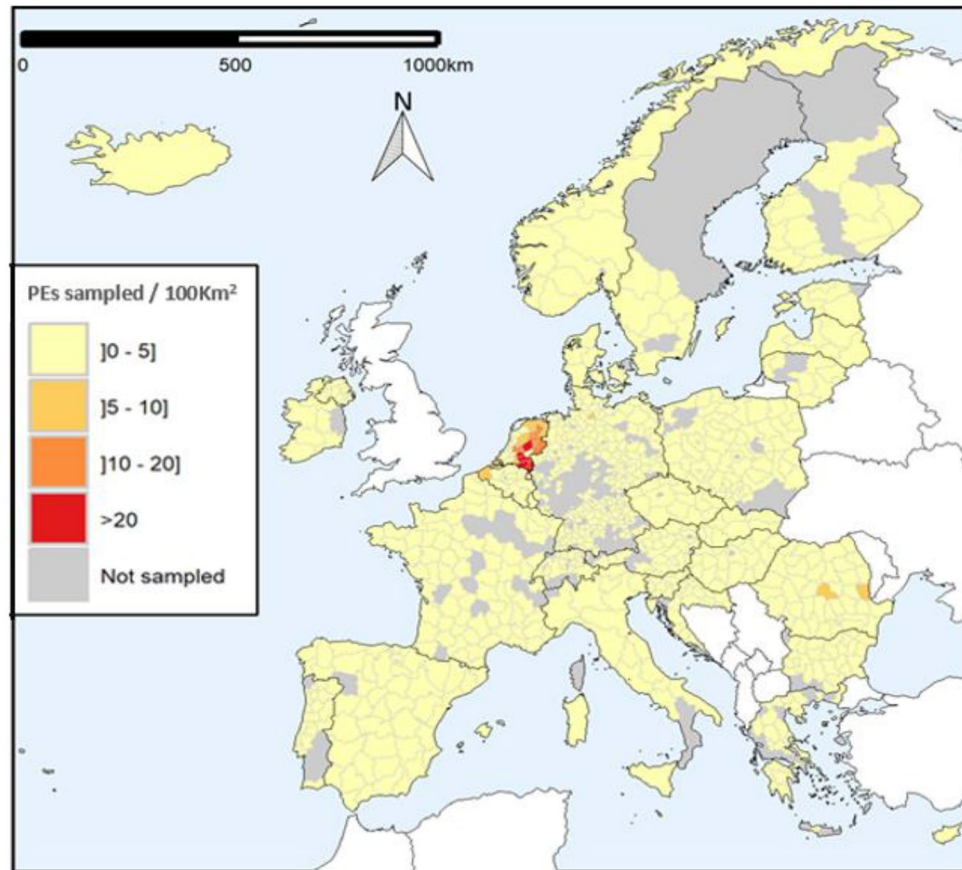 0 500 1000km
N
PEs sampled / 100Km²
]0 - 5]
]5 - 10]
]10 - 20]
>20
Not sampled